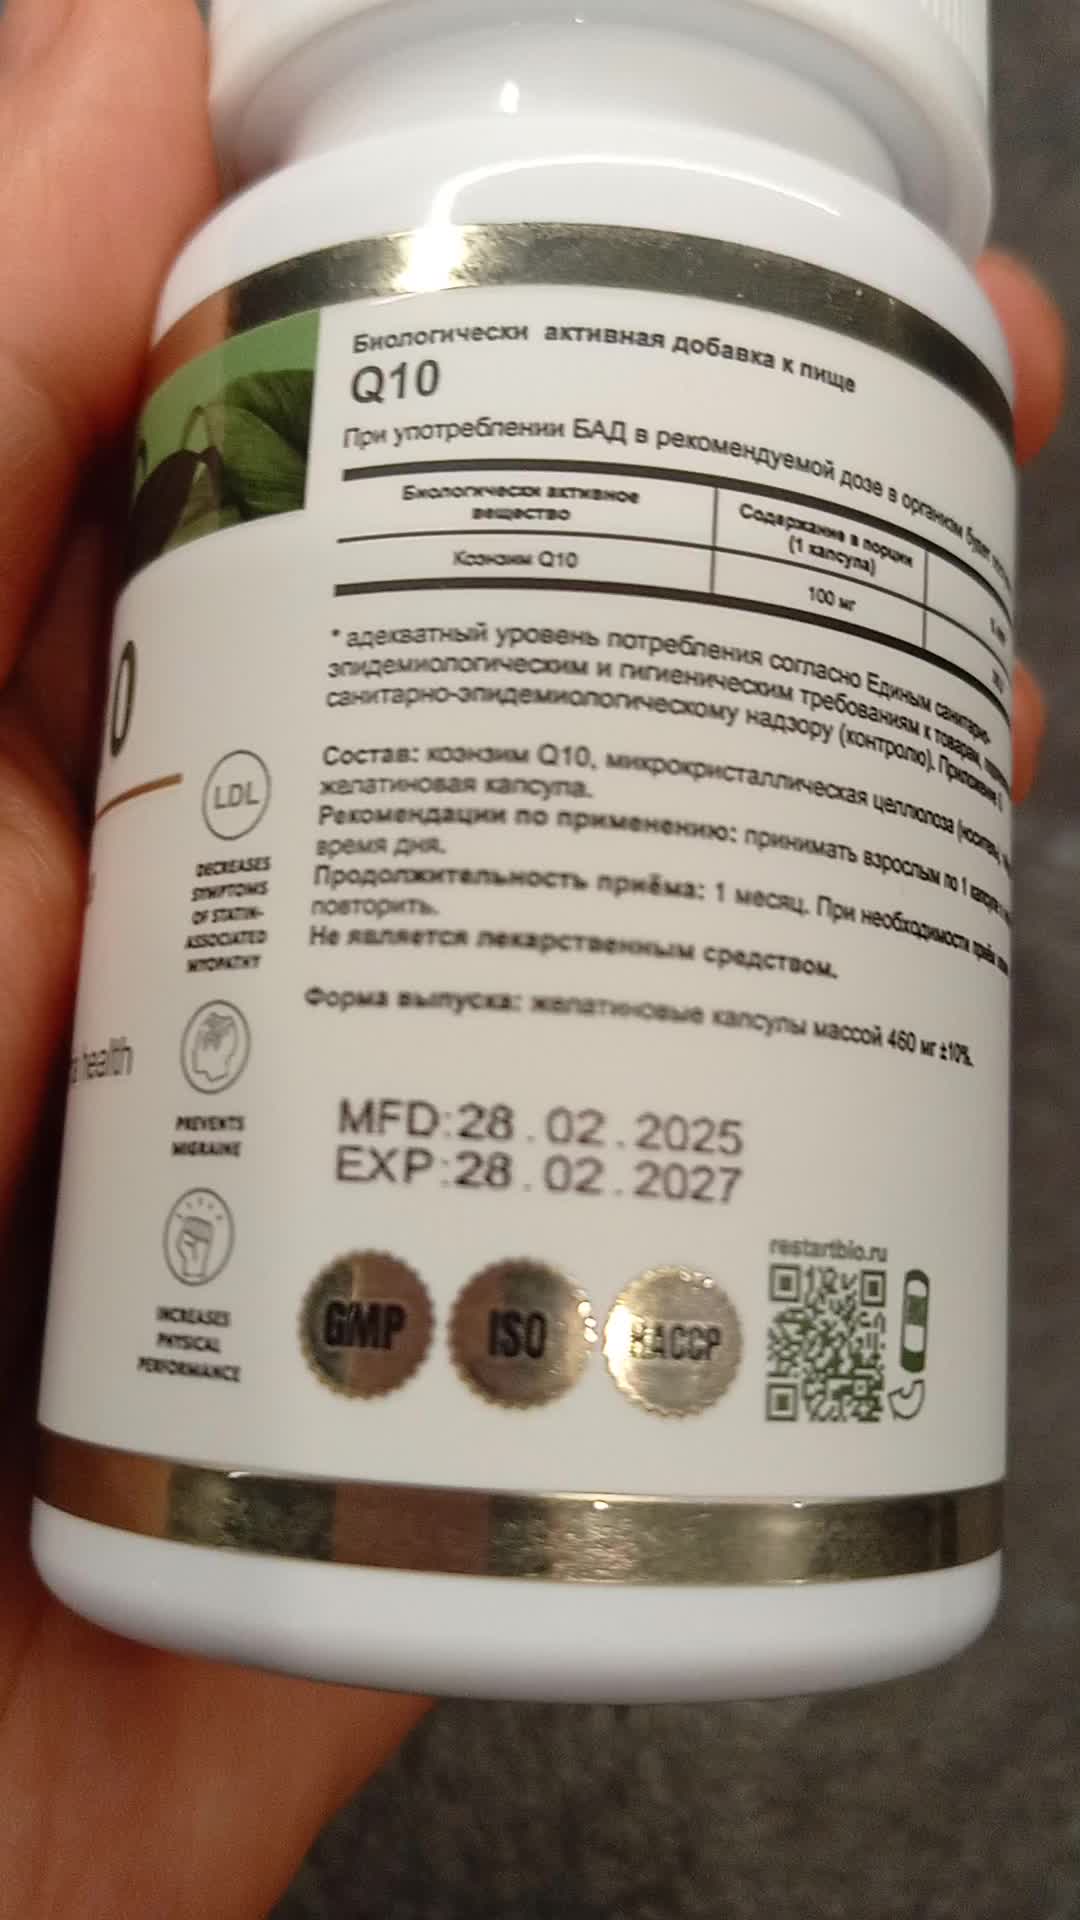 Биологически активная добавка к пище
Q10
При употреблении БАД в рекомендуемой дозе в организм будет
Биологически активное
вещество
Содержание в порции
(1 капсула)
Коэнзим Q10
100 мг
* адекватный уровень потребления согласно Единым санитарно-
эпидемиологическим и гигиеническим требованиям к товарам,
санитарно-эпидемиологическому надзору (контролю). Приложение
Состав: коэнзим Q10, микрокристаллическая целлюлоза (носитель),
желатиновая капсула.
Рекомендации по применению: принимать взрослым по 1 капсуле
время дня.
Продолжительность приёма: 1 месяц. При необходимости приём
повторить.
Не является лекарственным средством.
Форма выпуска: желатиновые капсулы массой 460 мг ±10%.
MFD:28.02.2025
EXP:28.02.2027
restartbio.ru
GMP
ISO
HACCP
0
LDL
DECREASES
SYMPTOMS
OF STATIN-
ASSOCIATED
MYOPATHY
health
PREVENTS
MIGRAINE
INCREASES
PHYSICAL
PERFORMANCE